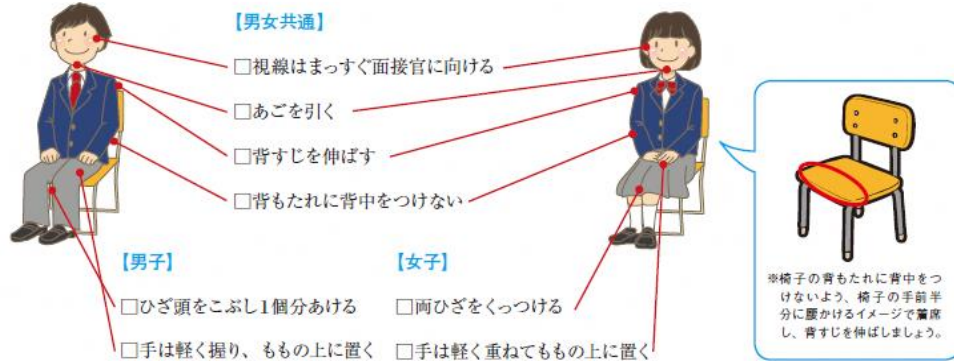 【男女共通】
□視線はまっすぐ面接官に向ける
□あごを引く
□背すじを伸ばす
□背もたれに背中をつけない
【男子】
□ひざ頭をこぶし1個分あける
□手は軽く握り、ももの上に置く
【女子】
□両ひざをくっつける
□手は軽く重ねてももの上に置く
※椅子の背もたれに背中をつ
けないよう、椅子の手前半
分に腰かけるイメージで着席
し、背すじを伸ばしましょう。